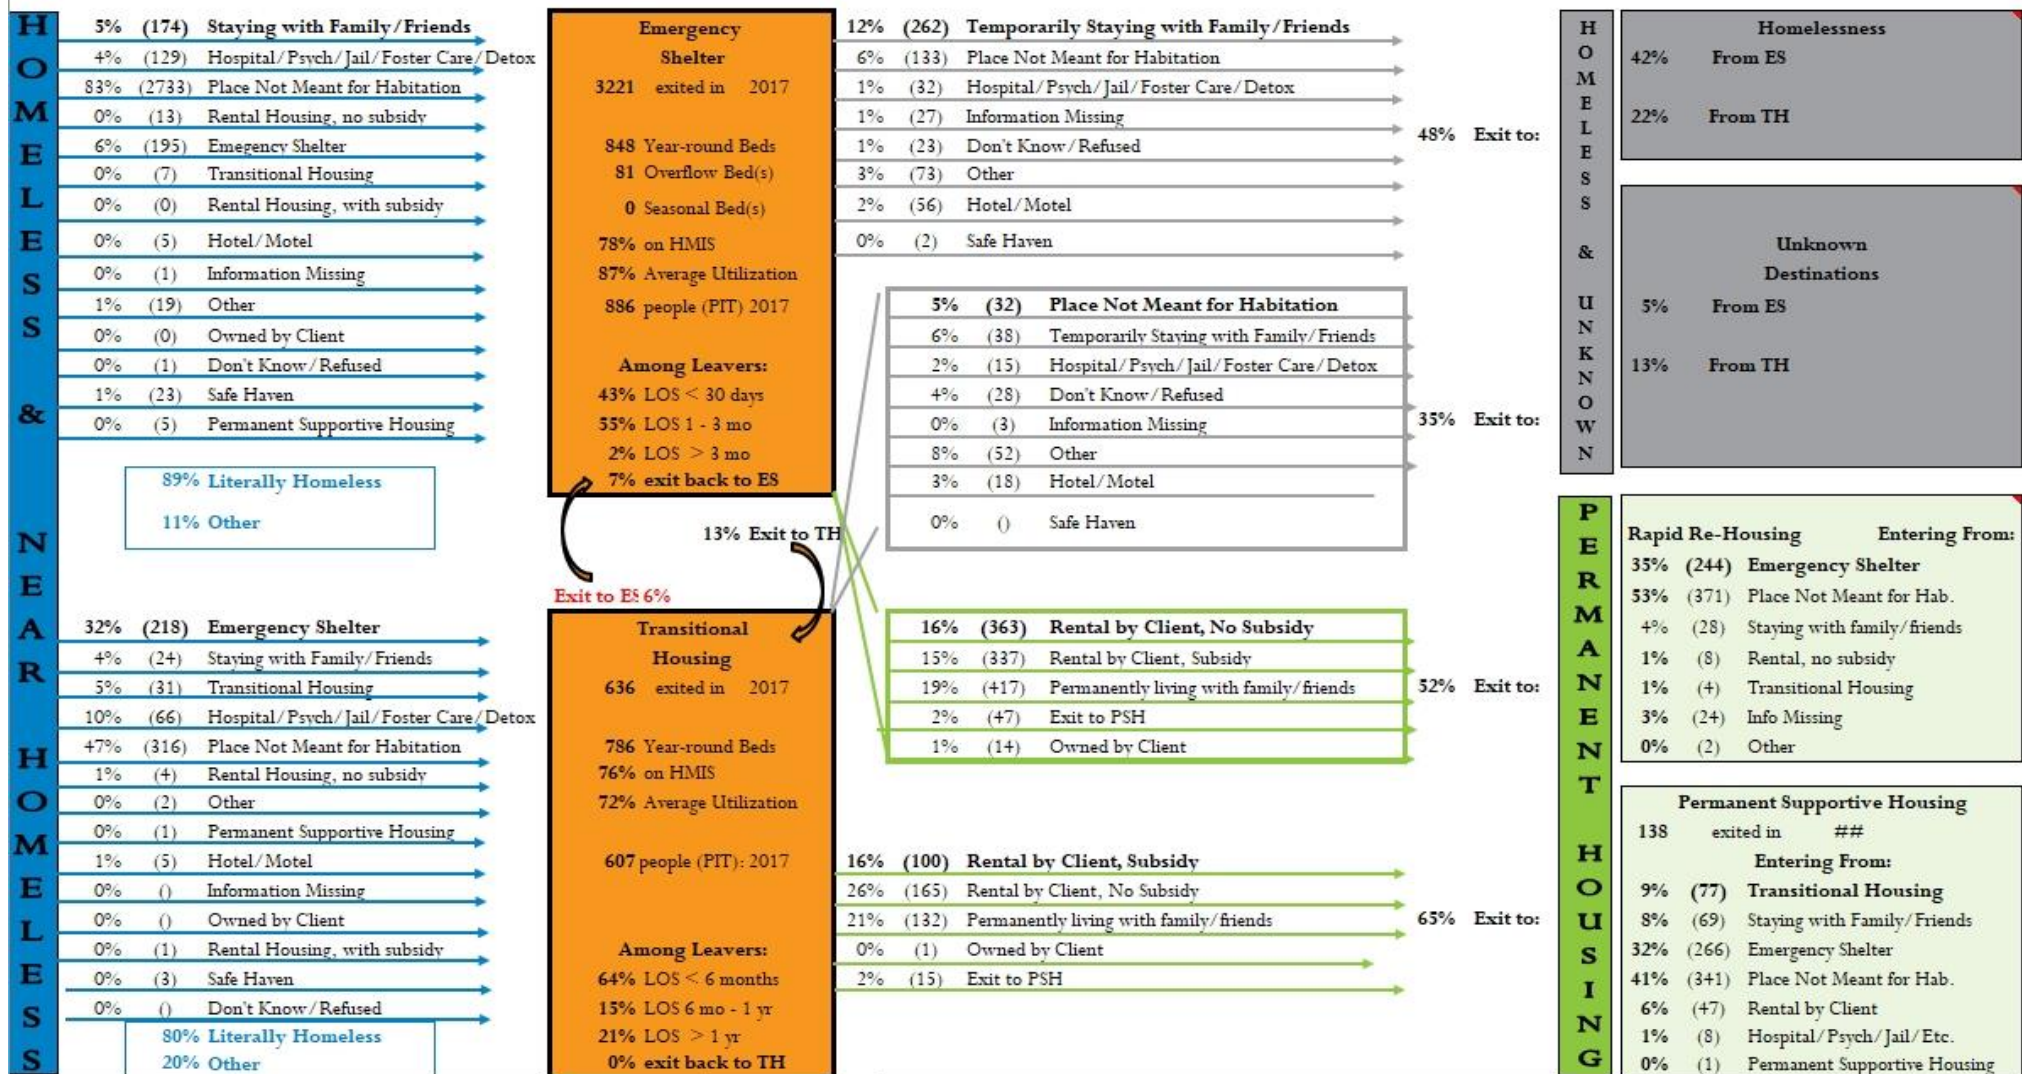 HOMELESS & NEAR HOMELESS
5% (174) Staying with Family/Friends
4% (129) Hospital/Psych/Jail/Foster Care/Detox
83% (2733) Place Not Meant for Habitation
0% (13) Rental Housing, no subsidy
6% (195) Emegency Shelter
0% (7) Transitional Housing
0% (0) Rental Housing, with subsidy
0% (5) Hotel/Motel
0% (1) Information Missing
1% (19) Other
0% (0) Owned by Client
0% (1) Don't Know/Refused
1% (23) Safe Haven
0% (5) Permanent Supportive Housing
89% Literally Homeless
11% Other
32% (218) Emergency Shelter
4% (24) Staying with Family/Friends
5% (31) Transitional Housing
10% (66) Hospital/Psych/Jail/Foster Care/Detox
47% (316) Place Not Meant for Habitation
1% (4) Rental Housing, no subsidy
0% (2) Other
0% (1) Permanent Supportive Housing
1% (5) Hotel/Motel
0% () Information Missing
0% () Owned by Client
0% (1) Rental Housing, with subsidy
0% (3) Safe Haven
0% () Don't Know/Refused
80% Literally Homeless
20% Other
Emergency
Shelter
3221 exited in 2017
848 Year-round Beds
81 Overflow Bed(s)
0 Seasonal Bed(s)
78% on HMIS
87% Average Utilization
886 people (PIT) 2017
Among Leavers:
43% LOS < 30 days
55% LOS 1 - 3 mo
2% LOS > 3 mo
7% exit back to ES
13% Exit to TH
Exit to ES 6%
Transitional
Housing
636 exited in 2017
786 Year-round Beds
76% on HMIS
72% Average Utilization
607 people (PIT): 2017
Among Leavers:
64% LOS < 6 months
15% LOS 6 mo - 1 yr
21% LOS > 1 yr
0% exit back to TH
12% (262) Temporarily Staying with Family/Friends
6% (133) Place Not Meant for Habitation
1% (32) Hospital/Psych/Jail/Foster Care/Detox
1% (27) Information Missing
1% (23) Don't Know/Refused
3% (73) Other
2% (56) Hotel/Motel
0% (2) Safe Haven
48% Exit to:
5% (32) Place Not Meant for Habitation
6% (38) Temporarily Staying with Family/Friends
2% (15) Hospital/Psych/Jail/Foster Care/Detox
4% (28) Don't Know/Refused
0% (3) Information Missing
8% (52) Other
3% (18) Hotel/Motel
0% () Safe Haven
35% Exit to:
16% (363) Rental by Client, No Subsidy
15% (337) Rental by Client, Subsidy
19% (417) Permanently living with family/friends
2% (47) Exit to PSH
1% (14) Owned by Client
52% Exit to:
16% (100) Rental by Client, Subsidy
26% (165) Rental by Client, No Subsidy
21% (132) Permanently living with family/friends
0% (1) Owned by Client
2% (15) Exit to PSH
65% Exit to:
HOMELESS & UNKNOWN
Homelessness
42% From ES
22% From TH
Unknown
Destinations
5% From ES
13% From TH
PERMANENT HOUSING
Rapid Re-Housing Entering From:
35% (244) Emergency Shelter
53% (371) Place Not Meant for Hab.
4% (28) Staying with family/friends
1% (8) Rental, no subsidy
1% (4) Transitional Housing
3% (24) Info Missing
0% (2) Other
Permanent Supportive Housing
138 exited in ##
Entering From:
9% (77) Transitional Housing
8% (69) Staying with Family/Friends
32% (266) Emergency Shelter
41% (341) Place Not Meant for Hab.
6% (47) Rental by Client
1% (8) Hospital/Psych/Jail/Etc.
0% (1) Permanent Supportive Housing